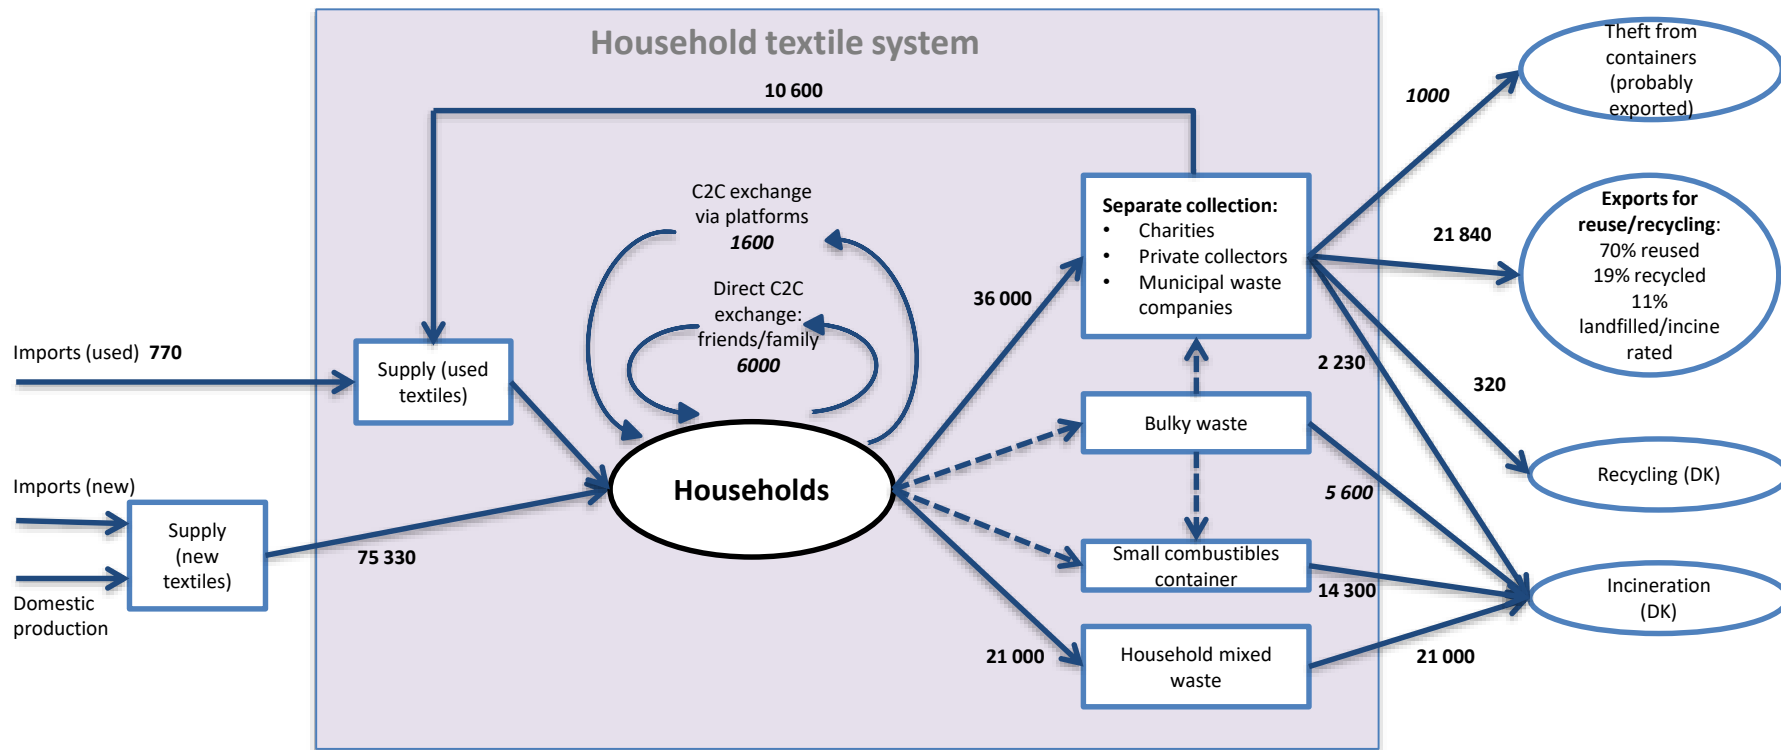 Household textile system
10 600
Theft from
containers
(probably
exported)
1000
C2C exchange
via platforms
1600
Direct C2C
exchange:
friends/family
6000
Separate collection:
• Charities
• Private collectors
• Municipal waste
companies
36 000
21 840
Exports for
reuse/recycling:
70% reused
19% recycled
11%
landfilled/incine
rated
Imports (used) 770
Supply (used
textiles)
2 230
320
Bulky waste
Households
5 600
Recycling (DK)
Imports (new)
Supply
(new
textiles)
75 330
Domestic
production
Small combustibles
container
14 300
Incineration
(DK)
21 000
Household mixed
waste
21 000